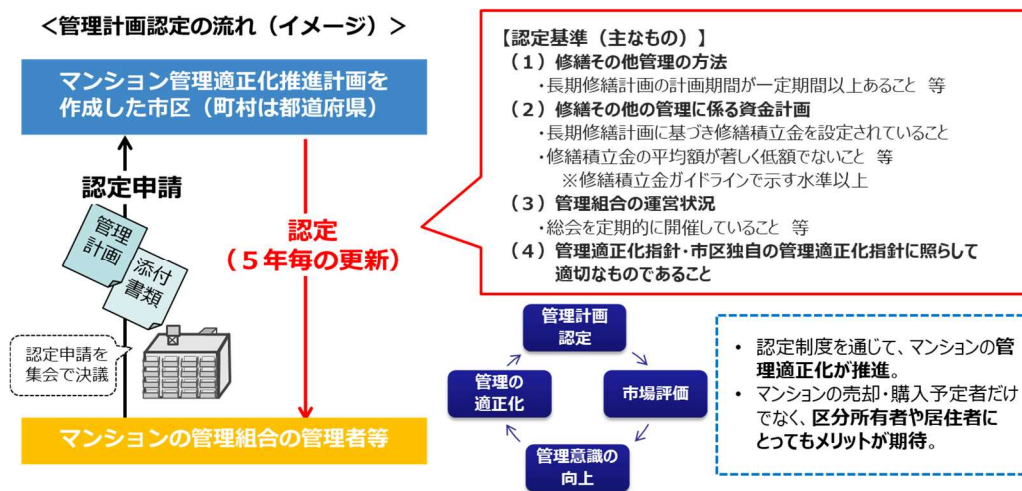 ＜管理計画認定の流れ（イメージ）＞
マンション管理適正化推進計画を
作成した市区（町村は都道府県）
認定申請
管理
計画
添付
書類
認定申請を
集会で決議
認定
（５年毎の更新）
マンションの管理組合の管理者等
【認定基準（主なもの）】
（１）修繕その他管理の方法
・長期修繕計画の計画期間が一定期間以上あること 等
（２）修繕その他の管理に係る資金計画
・長期修繕計画に基づき修繕積立金を設定されていること
・修繕積立金の平均額が著しく低額でないこと 等
※修繕積立金ガイドラインで示す水準以上
（３）管理組合の運営状況
・総会を定期的に開催していること 等
（４）管理適正化指針・市区独自の管理適正化指針に照らして
適切なものであること
管理計画
認定
市場評価
管理意識の
向上
管理の
適正化
• 認定制度を通じて、マンションの管
理適正化が推進。
• マンションの売却・購入予定者だけ
でなく、区分所有者や居住者に
とってもメリットが期待。